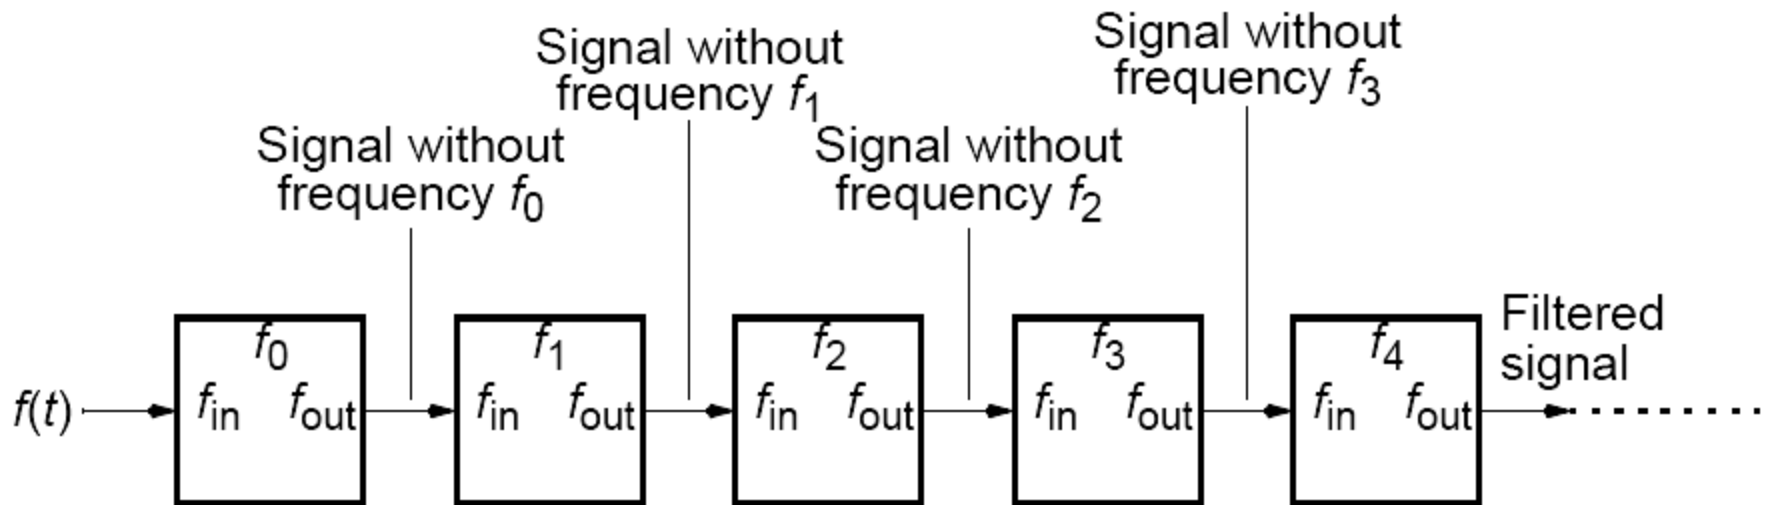 Signal without
frequency f0
Signal without
frequency f1
Signal without
frequency f2
Signal without
frequency f3
f(t)
f0
fin fout
f1
fin fout
f2
fin fout
f3
fin fout
f4
fin fout
Filtered
signal